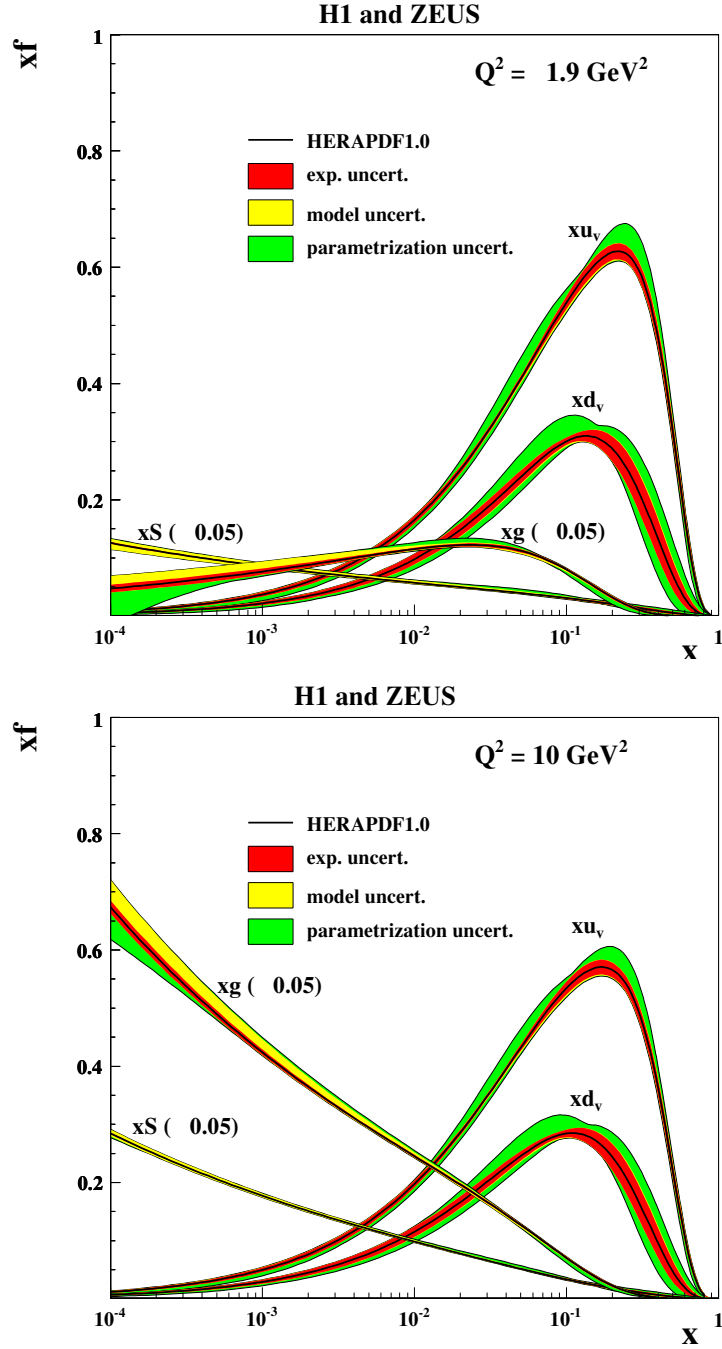 H1 and ZEUS
xf
Q² = 1.9 GeV²
HERAPDF1.0
exp. uncert.
model uncert.
parametrization uncert.
xuᵥ
xdᵥ
xS ( 0.05)
xg ( 0.05)
1
0.8
0.6
0.4
0.2
10⁻⁴ 10⁻³ 10⁻² 10⁻¹ 1
x
H1 and ZEUS
xf
Q² = 10 GeV²
HERAPDF1.0
exp. uncert.
model uncert.
parametrization uncert.
xuᵥ
xg ( 0.05)
xdᵥ
xS ( 0.05)
1
0.8
0.6
0.4
0.2
10⁻⁴ 10⁻³ 10⁻² 10⁻¹ 1
x